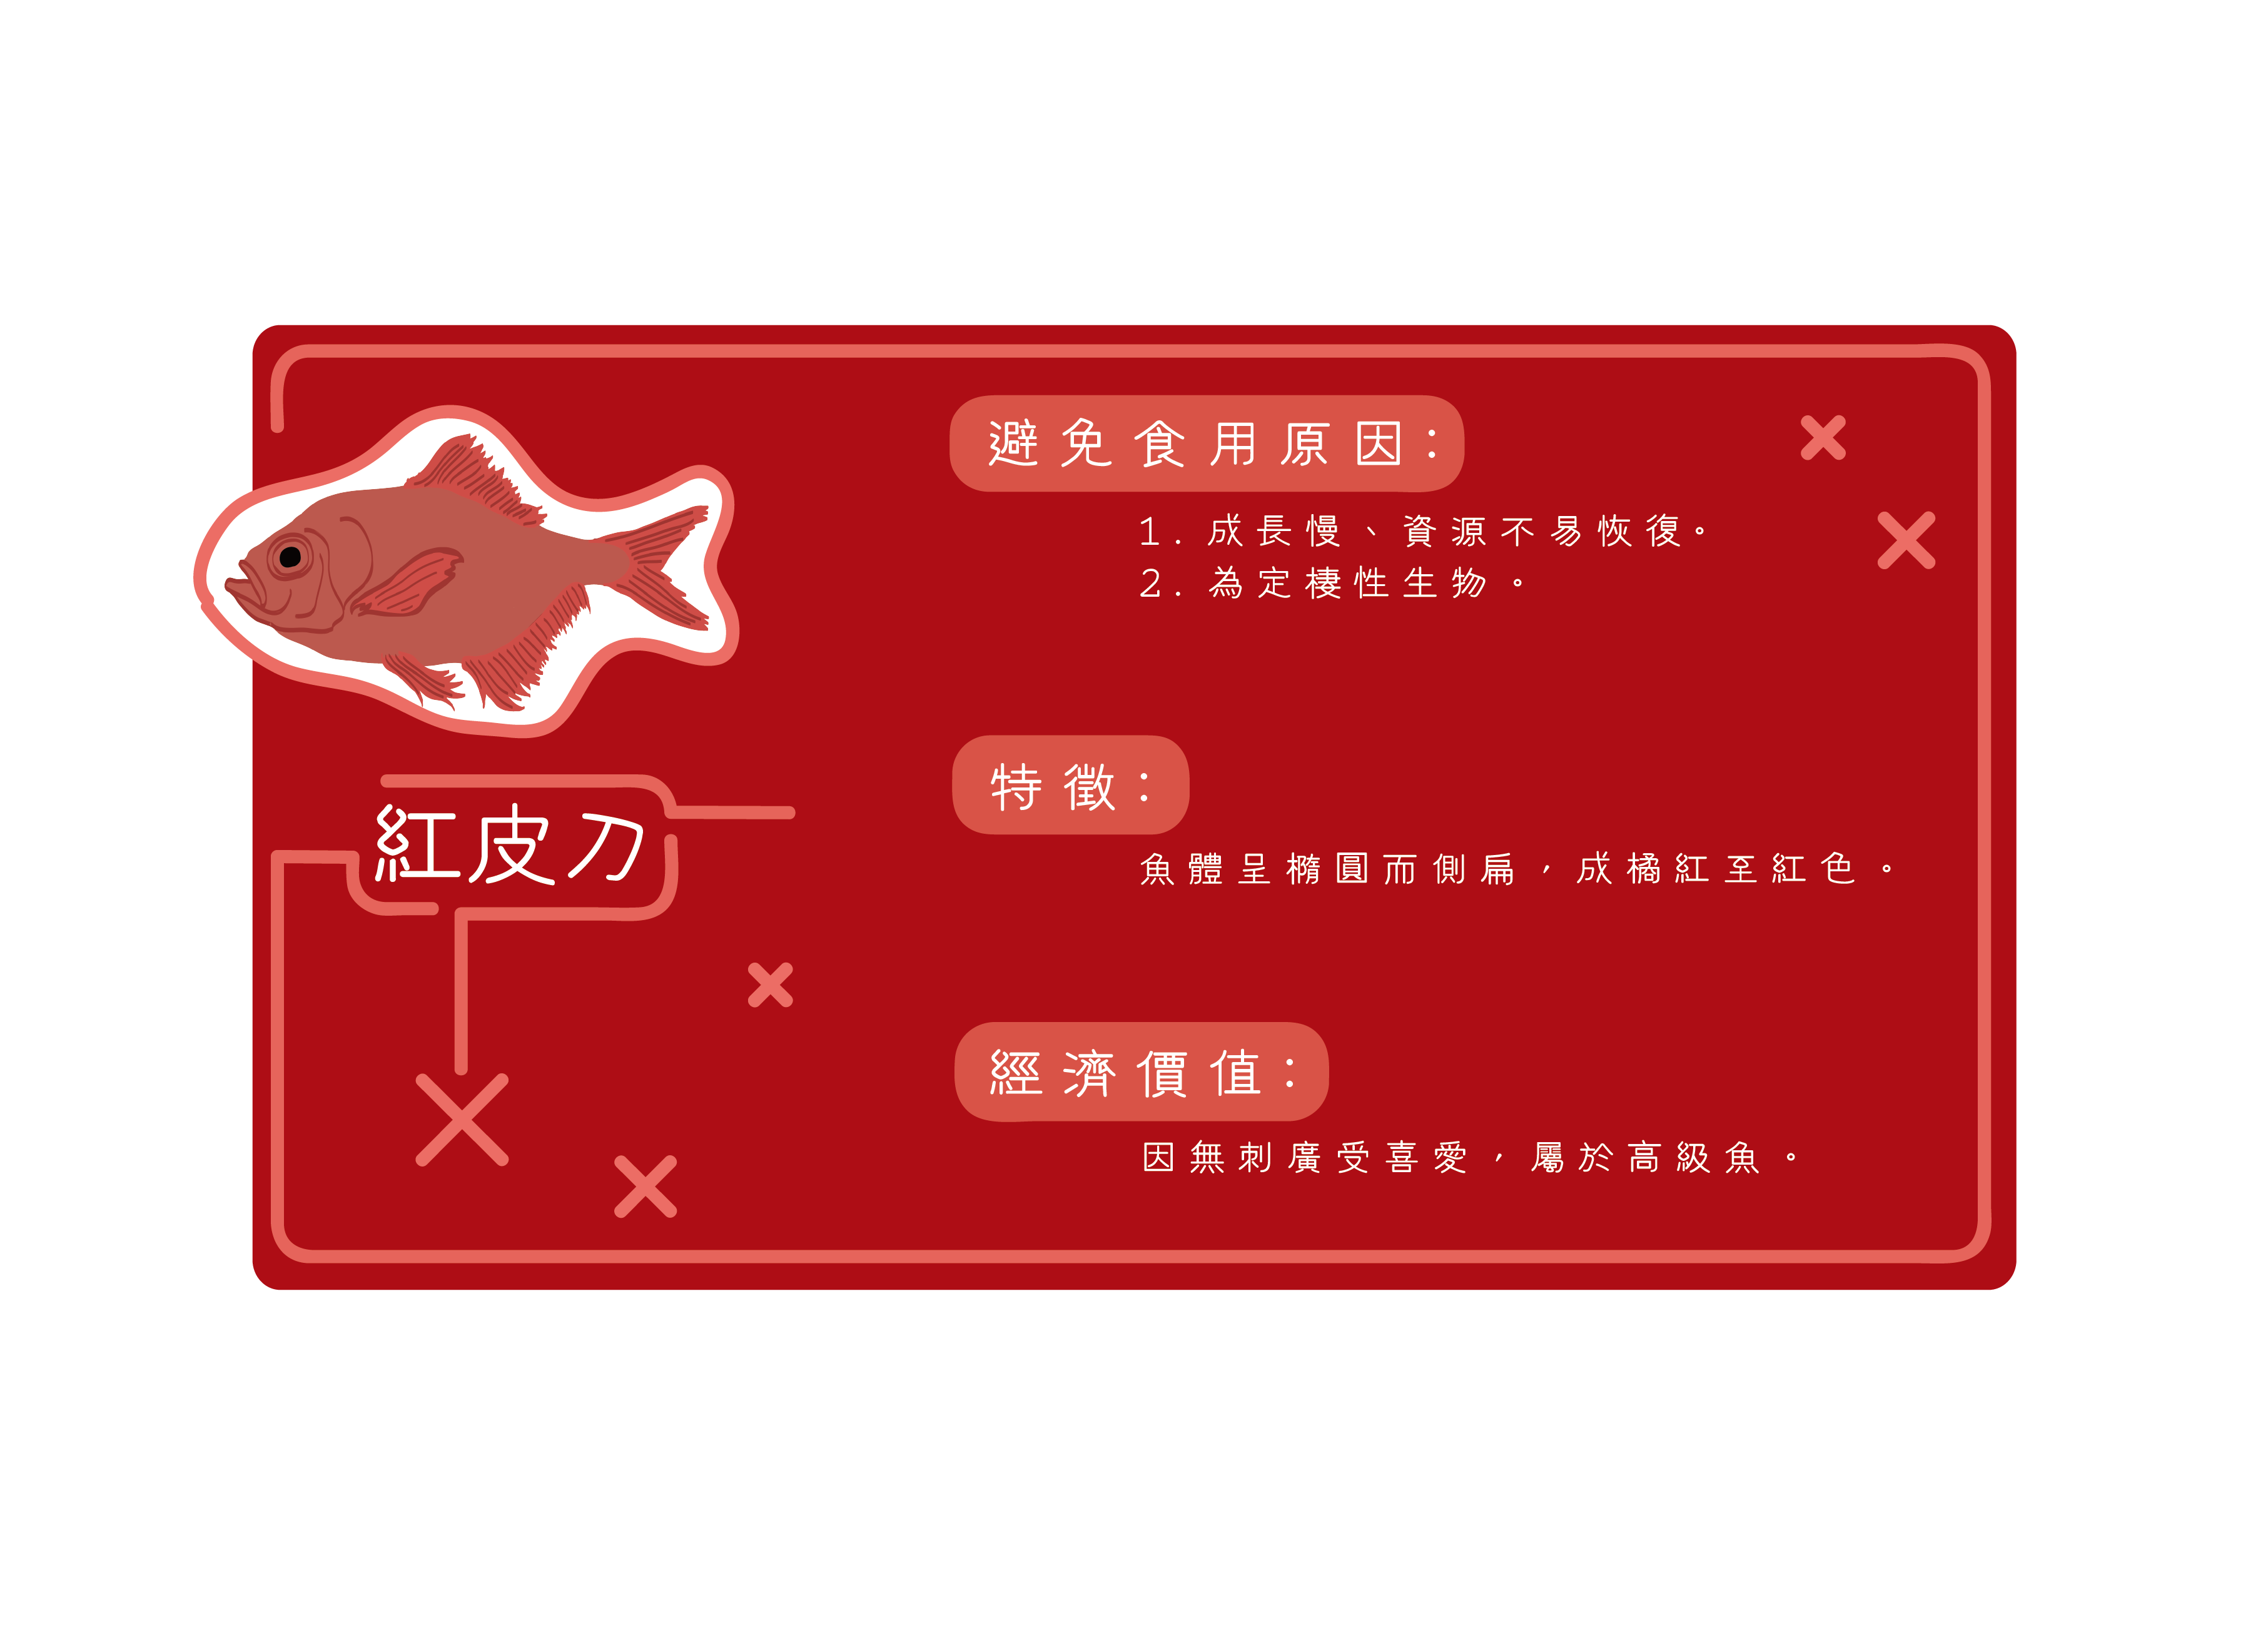 避免食用原因：
1. 成長慢、資源不易恢復。
2. 為定棲性生物。
紅皮刀
特徵：
魚體呈橢圓而側扁，成橘紅至紅色。
經濟價值：
因無刺廣受喜愛，屬於高級魚。